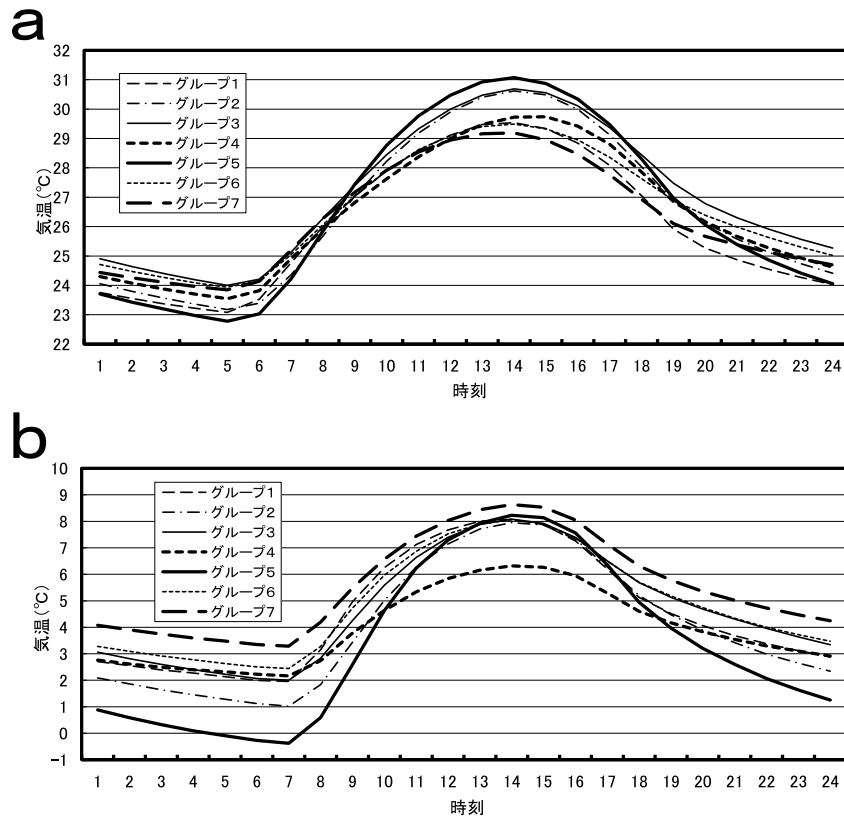 a
気温(℃)
32
31
30
29
28
27
26
25
24
23
22
グループ1
グループ2
グループ3
グループ4
グループ5
グループ6
グループ7
1 2 3 4 5 6 7 8 9 10 11 12 13 14 15 16 17 18 19 20 21 22 23 24
時刻
b
気温(℃)
10
9
8
7
6
5
4
3
2
1
0
-1
グループ1
グループ2
グループ3
グループ4
グループ5
グループ6
グループ7
1 2 3 4 5 6 7 8 9 10 11 12 13 14 15 16 17 18 19 20 21 22 23 24
時刻